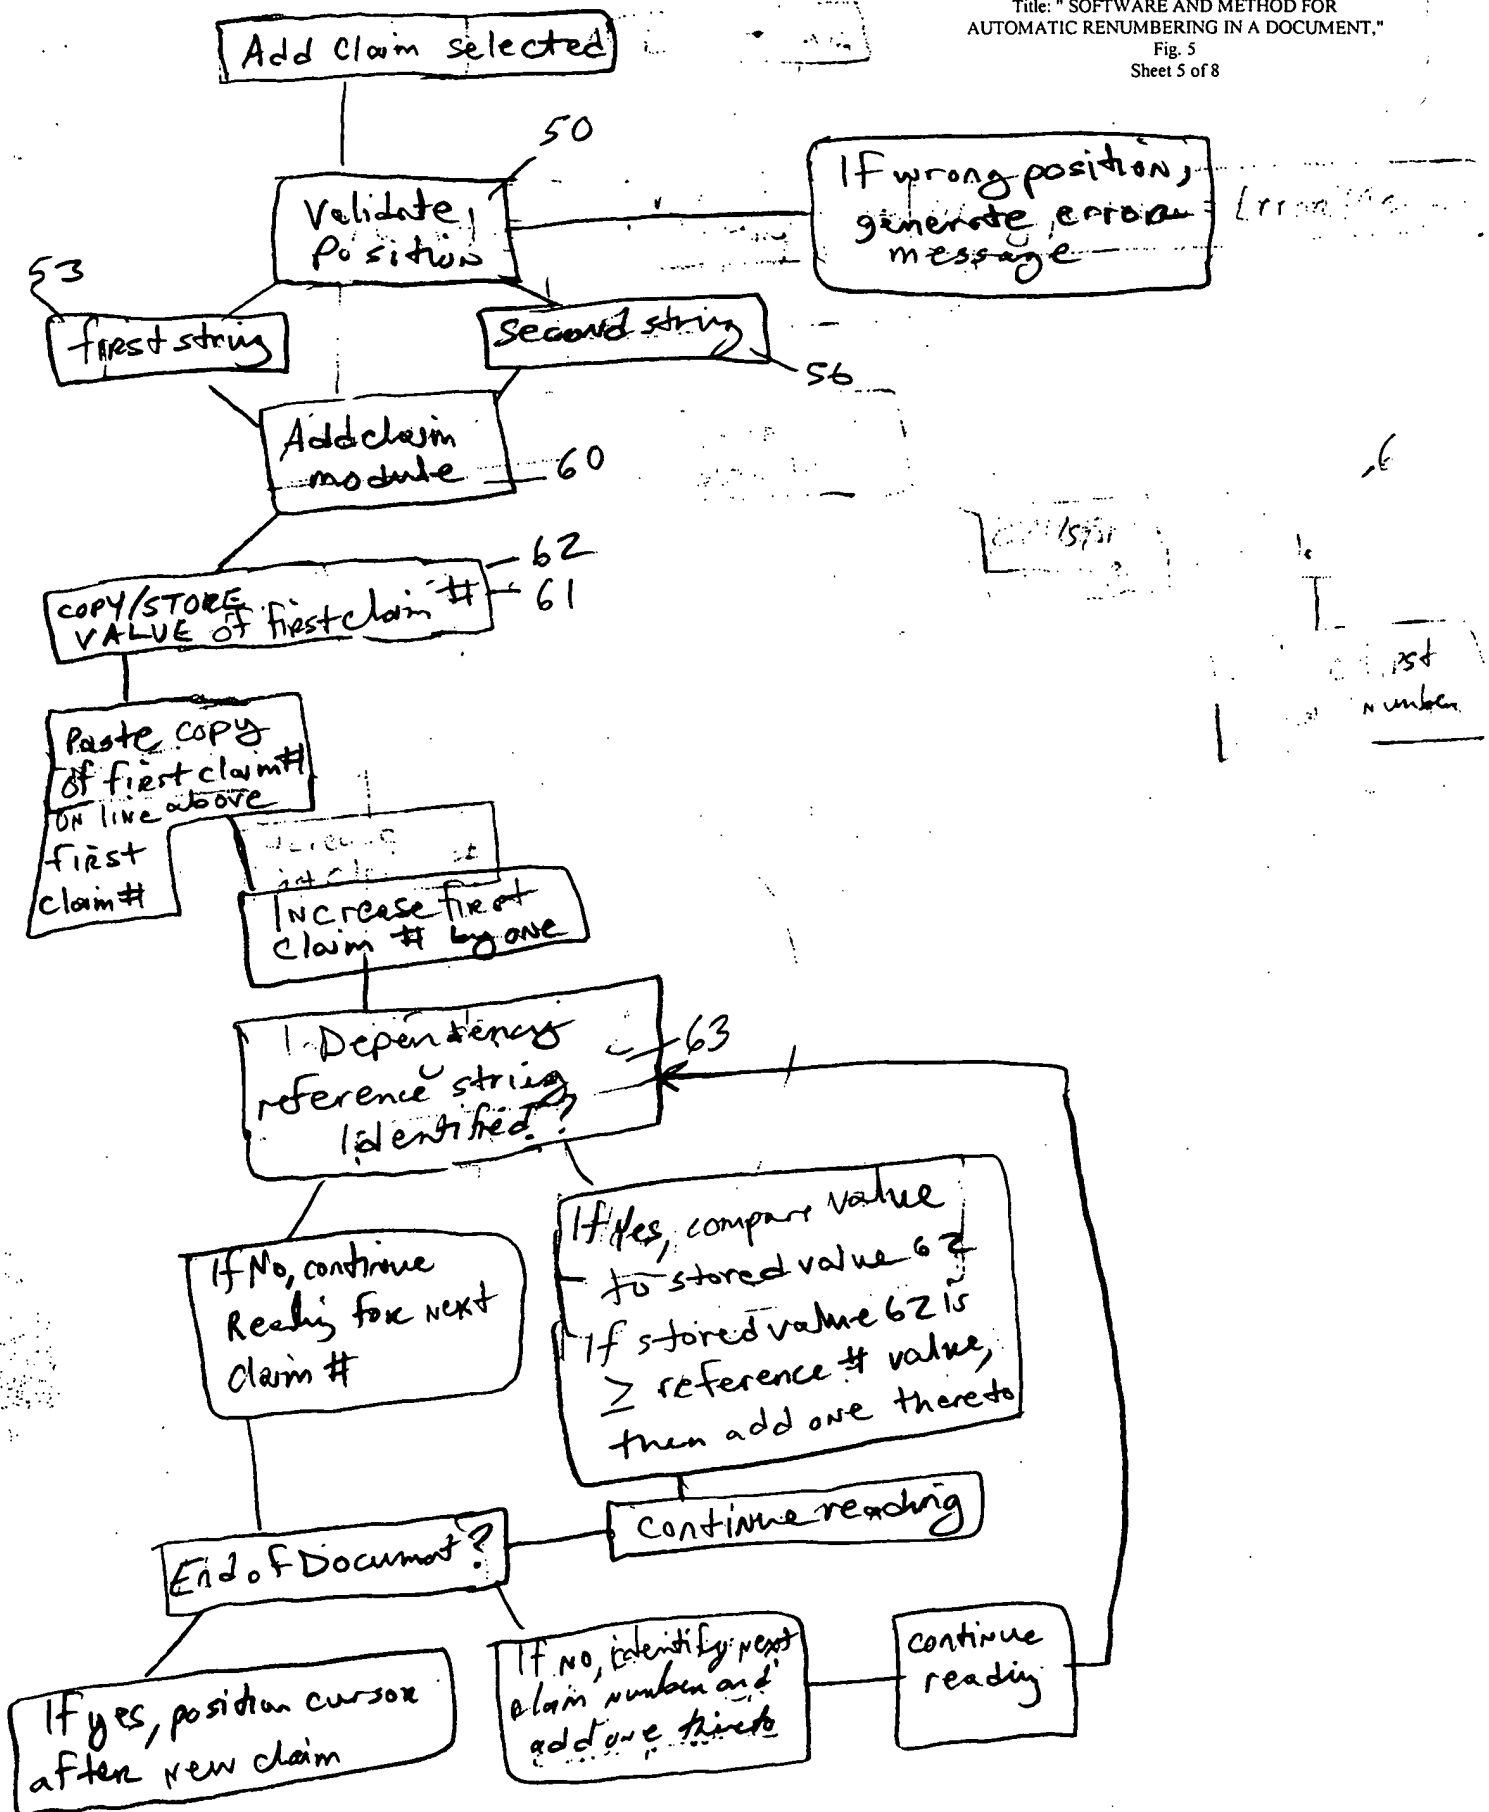 Title: " SOFTWARE AND METHOD FOR
AUTOMATIC RENUMBERING IN A DOCUMENT,"
Fig. 5
Sheet 5 of 8
Add Claim selected
50
Validate
Position
If wrong position,
generate error
message
53
first string
second string
56
Add claim
module
60
62
COPY/STORE
VALUE of first claim #
61
Paste copy
of first claim #
ON line above
first
claim #
Increase first
claim # by one
Dependency
reference string
Identified?
63
If No, continue
Reading for next
claim #
If Yes, compare value
to stored value 62
If stored value 62 is
≥ reference # value,
then add one thereto
continue reading
End of Document?
If yes, position cursor
after new claim
If no, identify next
claim number and
add one thereto
continue
reading
number